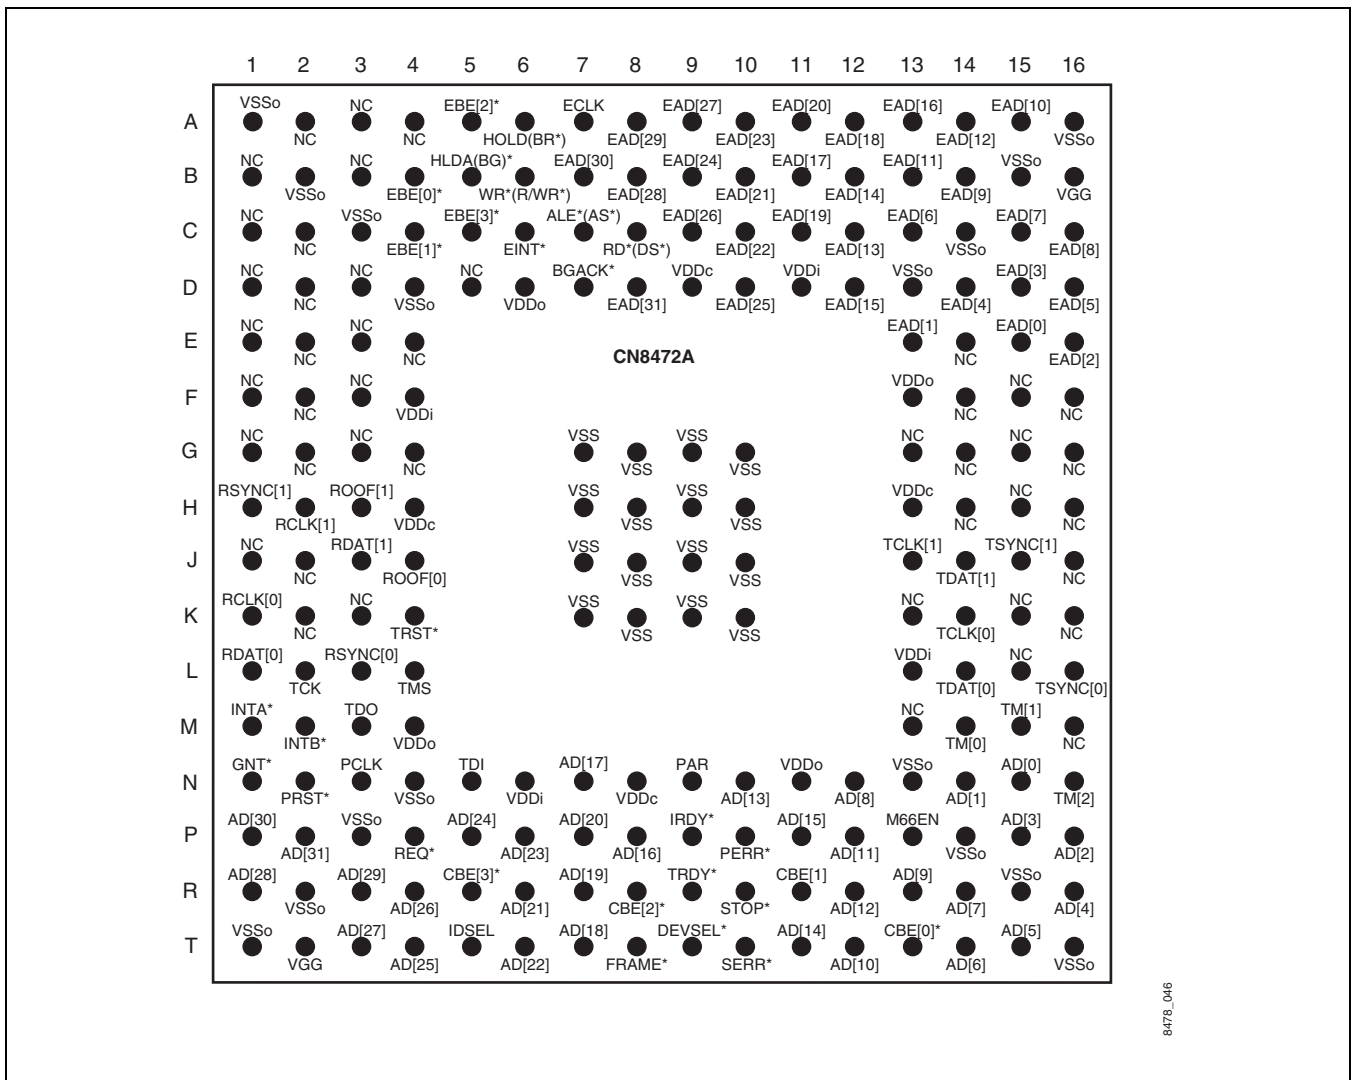 1 2 3 4 5 6 7 8 9 10 11 12 13 14 15 16
VSSo NC EBE[2]* ECLK EAD[27] EAD[20] EAD[16] EAD[10]
A
NC NC HOLD(BR*) EAD[29] EAD[23] EAD[18] EAD[12] VSSo
NC NC HLDA(BG)* EAD[30] EAD[24] EAD[17] EAD[11] VSSo
B
VSSo EBE[0]* WR*(R/WR*) EAD[28] EAD[21] EAD[14] EAD[9] VGG
NC VSSo EBE[3]* ALE*(AS*) EAD[26] EAD[19] EAD[6] EAD[7]
C
NC EBE[1]* EINT* RD*(DS*) EAD[22] EAD[13] VSSo EAD[8]
NC NC NC BGACK* VDDc VDDi VSSo EAD[3]
D
NC VSSo VDDo EAD[31] EAD[25] EAD[15] EAD[4] EAD[5]
NC NC EAD[1] EAD[0]
E
NC NC NC EAD[2]
CN8472A
NC NC VDDo NC
F
NC VDDi NC NC
NC NC VSS VSS NC NC
G
NC NC VSS VSS NC NC
RSYNC[1] ROOF[1] VSS VSS VDDc NC
H
RCLK[1] VDDc VSS VSS NC NC
NC RDAT[1] VSS VSS TCLK[1] TSYNC[1]
J
NC ROOF[0] VSS VSS TDAT[1] NC
RCLK[0] NC VSS VSS NC NC
K
NC TRST* VSS VSS TCLK[0] NC
RDAT[0] RSYNC[0] VDDi NC
L
TCK TMS TDAT[0] TSYNC[0]
INTA* TDO NC TM[1]
M
INTB* VDDo TM[0] NC
GNT* PCLK TDI AD[17] PAR VDDo VSSo AD[0]
N
PRST* VSSo VDDi VDDc AD[13] AD[8] AD[1] TM[2]
AD[30] VSSo AD[24] AD[20] IRDY* AD[15] M66EN AD[3]
P
AD[31] REQ* AD[23] AD[16] PERR* AD[11] VSSo AD[2]
AD[28] AD[29] CBE[3]* AD[19] TRDY* CBE[1] AD[9] VSSo
R
VSSo AD[26] AD[21] CBE[2]* STOP* AD[12] AD[7] AD[4]
VSSo AD[27] IDSEL AD[18] DEVSEL* AD[14] CBE[0]* AD[5]
T
VGG AD[25] AD[22] FRAME* SERR* AD[10] AD[6] VSSo
8478_046